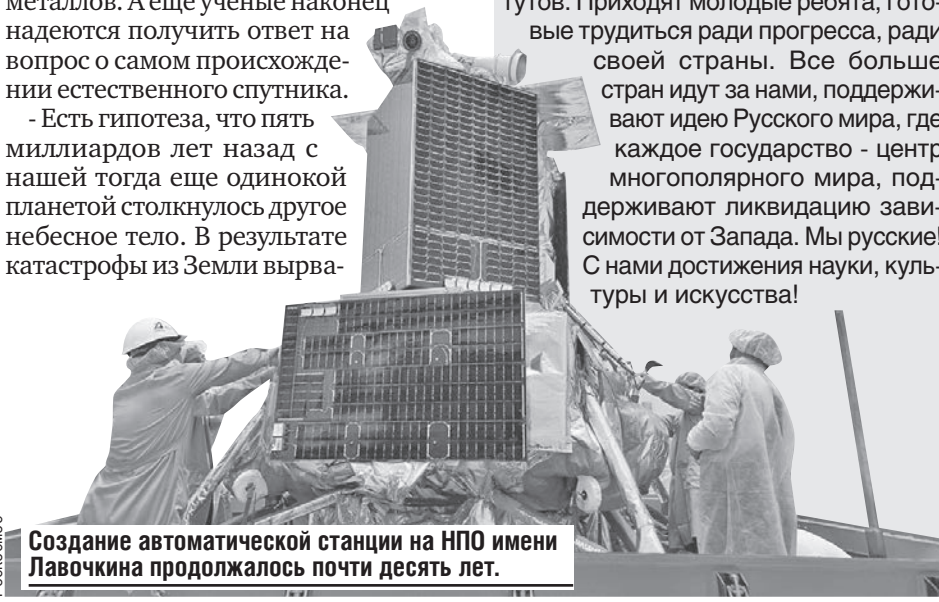 металлов. А еще ученые наконец
надеются получить ответ на
вопрос о самом происхожде-
нии естественного спутника.
- Есть гипотеза, что пять
миллиардов лет назад с
нашей тогда еще одинокой
планетой столкнулось другое
небесное тело. В результате
катастрофы из Земли вырва-
тутов. Приходят молодые ребята, гото-
вые трудиться ради прогресса, ради
своей страны. Все больше
стран идут за нами, поддержи-
вают идею Русского мира, где
каждое государство - центр
многополярного мира, под-
держивают ликвидацию зави-
симости от Запада. Мы русские!
С нами достижения науки, куль-
туры и искусства!
Создание автоматической станции на НПО имени
Лавочкина продолжалось почти десять лет.